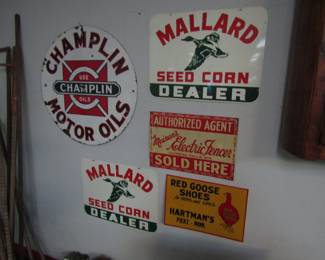 CHAMPLIN
USE
CHAMPLIN
OILS
MOTOR OILS
MALLARD
SEED CORN
DEALER
AUTHORIZED AGENT
Electric Fencer
SOLD HERE
MALLARD
SEED CORN
DEALER
RED GOOSE
SHOES
HARTMAN'S